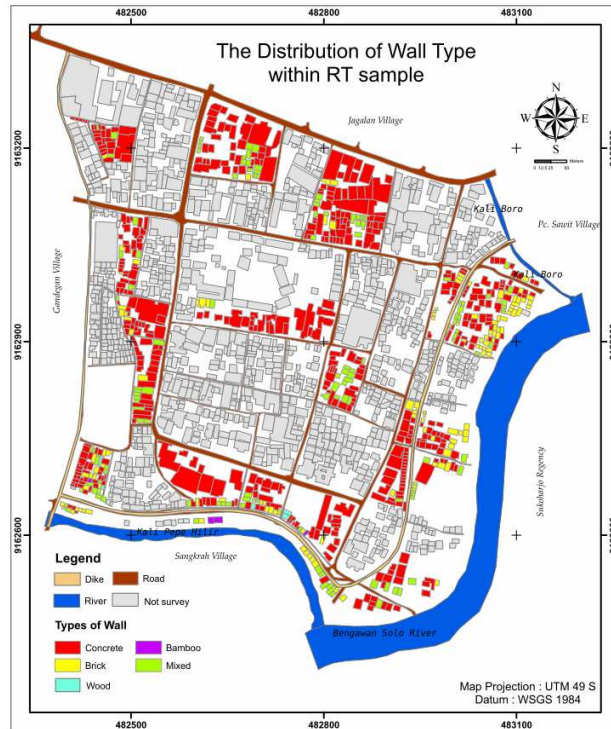 482500 482800 483100
The Distribution of Wall Type
within RT sample
Jagalan Village
N
W E
S
Meters
9163200
Kali Boro
Pc. Sawit Village
Kali Boro
Gandegan Village
9162900
Sukoharjo Regency
9162600
Kali Pepe Hilir
Sangkrah Village
Legend
Dike Road
River Not survey
Types of Wall
Concrete Bamboo
Brick Mixed
Wood
Bengawan Solo River
Map Projection : UTM 49 S
Datum : WSGS 1984
482500 482800 483100